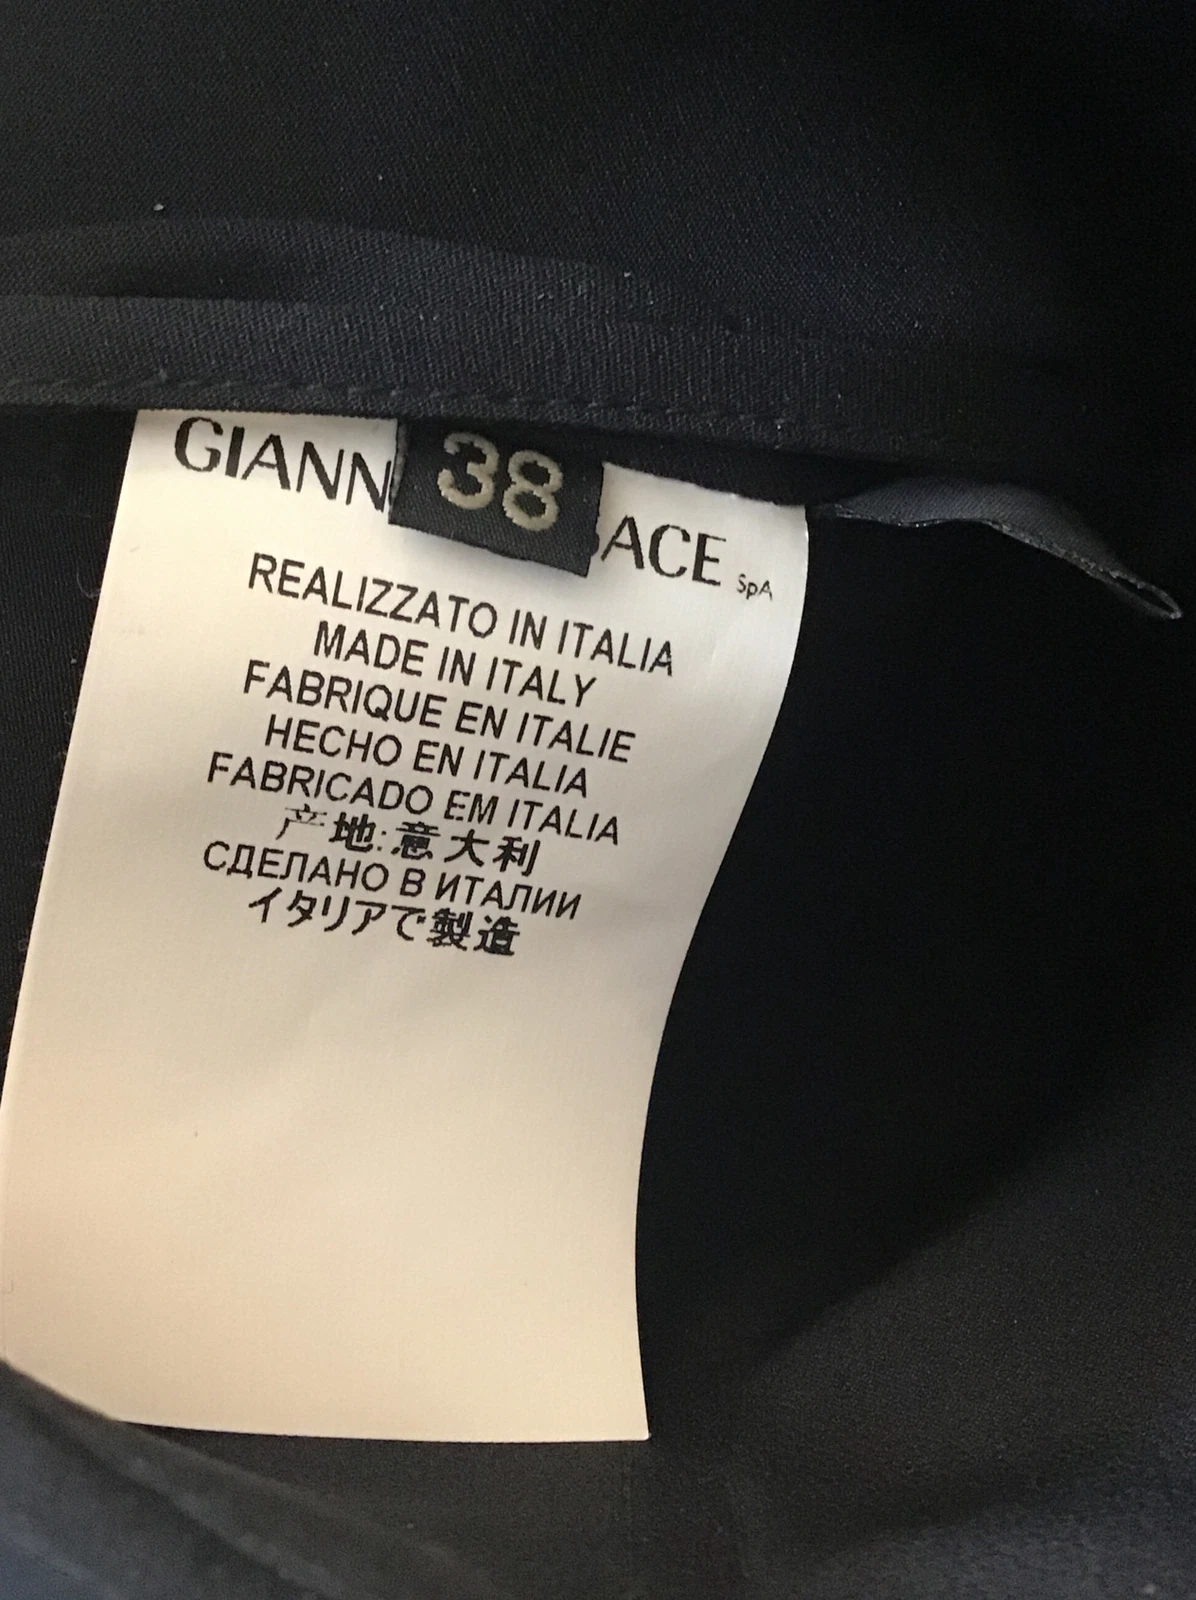 GIANN 38 ACE SpA
REALIZZATO IN ITALIA
MADE IN ITALY
FABRIQUE EN ITALIE
HECHO EN ITALIA
FABRICADO EM ITALIA
产地:意大利
СДЕЛАНО В ИТАЛИИ
イタリアで製造